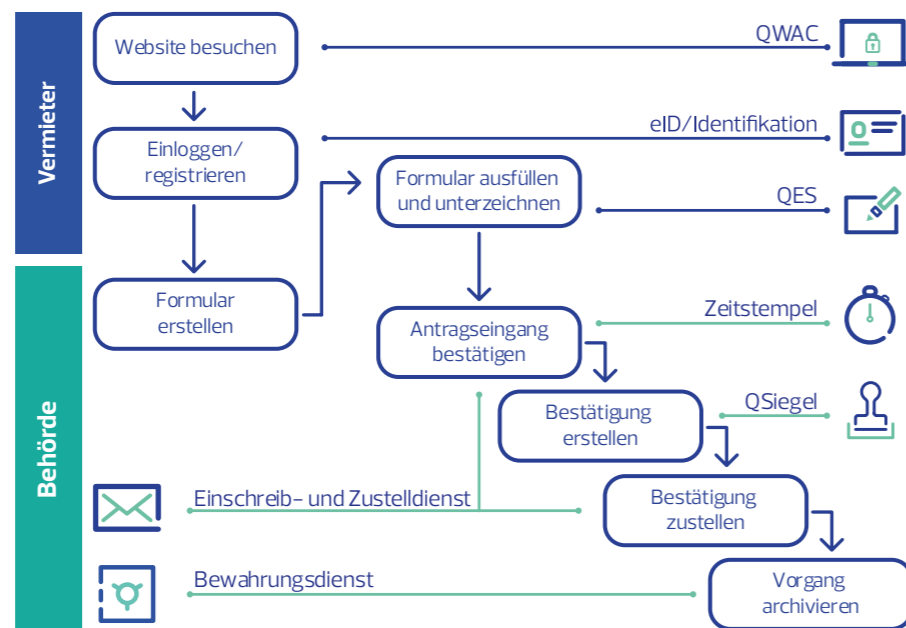 Vermieter
Website besuchen
QWAC
Einloggen/
registrieren
eID/Identifikation
Formular ausfüllen
und unterzeichnen
QES
Behörde
Formular
erstellen
Zeitstempel
Antragseingang
bestätigen
QSiegel
Bestätigung
erstellen
Einschreib- und Zustelldienst
Bestätigung
zustellen
Bewahrungsdienst
Vorgang
archivieren